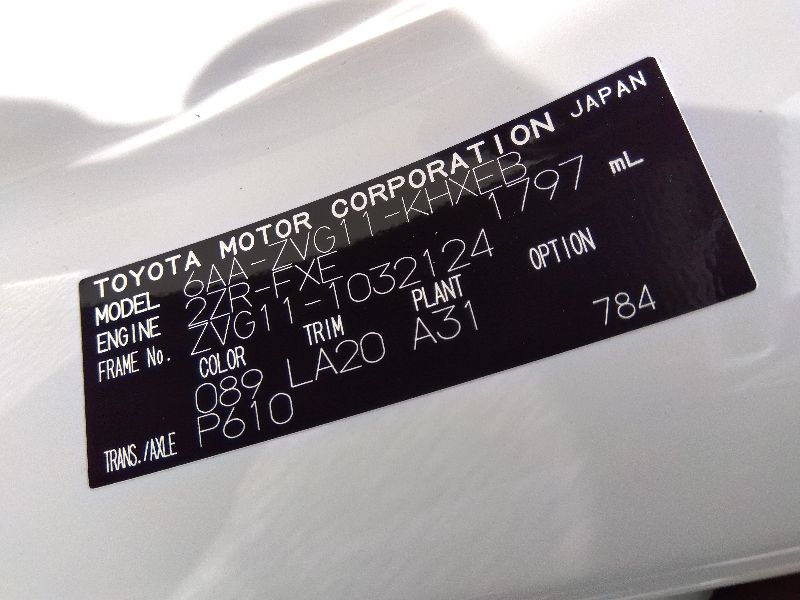 TOYOTA MOTOR CORPORATION JAPAN
MODEL 6AA-ZVG11-KHXEB
ENGINE 2ZR-FXE 1797 mL
FRAME No. ZVG11-1032124
COLOR TRIM PLANT OPTION
089 LA20 A31 784
TRANS./AXLE P610